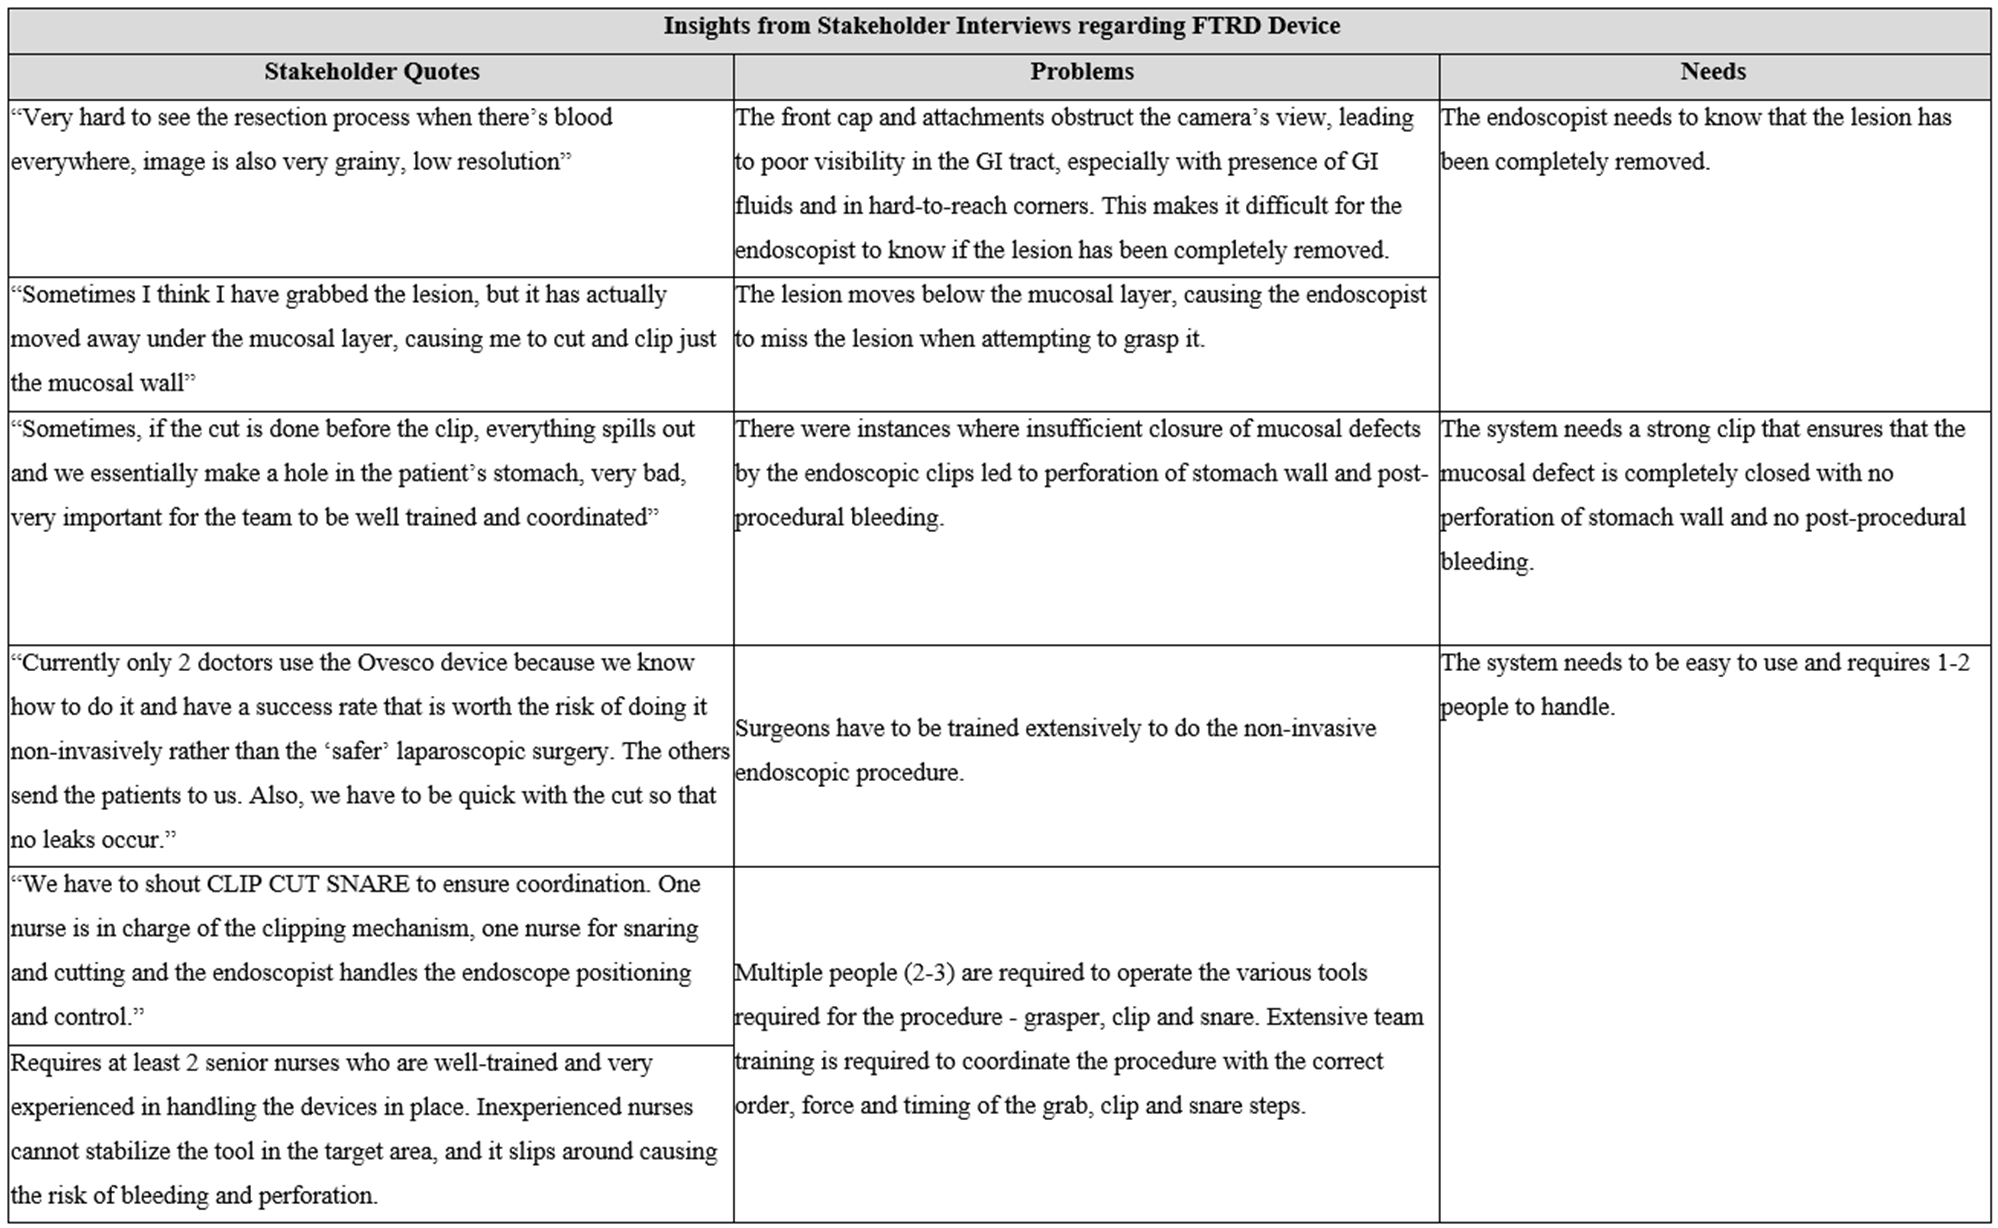 Insights from Stakeholder Interviews regarding FTRD Device
Stakeholder Quotes
Problems
Needs
“Very hard to see the resection process when there’s blood
everywhere, image is also very grainy, low resolution”
The front cap and attachments obstruct the camera’s view, leading
to poor visibility in the GI tract, especially with presence of GI
fluids and in hard-to-reach corners. This makes it difficult for the
endoscopist to know if the lesion has been completely removed.
The endoscopist needs to know that the lesion has
been completely removed.
“Sometimes I think I have grabbed the lesion, but it has actually
moved away under the mucosal layer, causing me to cut and clip just
the mucosal wall”
The lesion moves below the mucosal layer, causing the endoscopist
to miss the lesion when attempting to grasp it.
“Sometimes, if the cut is done before the clip, everything spills out
and we essentially make a hole in the patient’s stomach, very bad,
very important for the team to be well trained and coordinated”
There were instances where insufficient closure of mucosal defects
by the endoscopic clips led to perforation of stomach wall and post-
procedural bleeding.
The system needs a strong clip that ensures that the
mucosal defect is completely closed with no
perforation of stomach wall and no post-procedural
bleeding.
“Currently only 2 doctors use the Ovesco device because we know
how to do it and have a success rate that is worth the risk of doing it
non-invasively rather than the ‘safer’ laparoscopic surgery. The others
send the patients to us. Also, we have to be quick with the cut so that
no leaks occur.”
Surgeons have to be trained extensively to do the non-invasive
endoscopic procedure.
The system needs to be easy to use and requires 1-2
people to handle.
“We have to shout CLIP CUT SNARE to ensure coordination. One
nurse is in charge of the clipping mechanism, one nurse for snaring
and cutting and the endoscopist handles the endoscope positioning
and control.”
Multiple people (2-3) are required to operate the various tools
required for the procedure - grasper, clip and snare. Extensive team
training is required to coordinate the procedure with the correct
order, force and timing of the grab, clip and snare steps.
Requires at least 2 senior nurses who are well-trained and very
experienced in handling the devices in place. Inexperienced nurses
cannot stabilize the tool in the target area, and it slips around causing
the risk of bleeding and perforation.